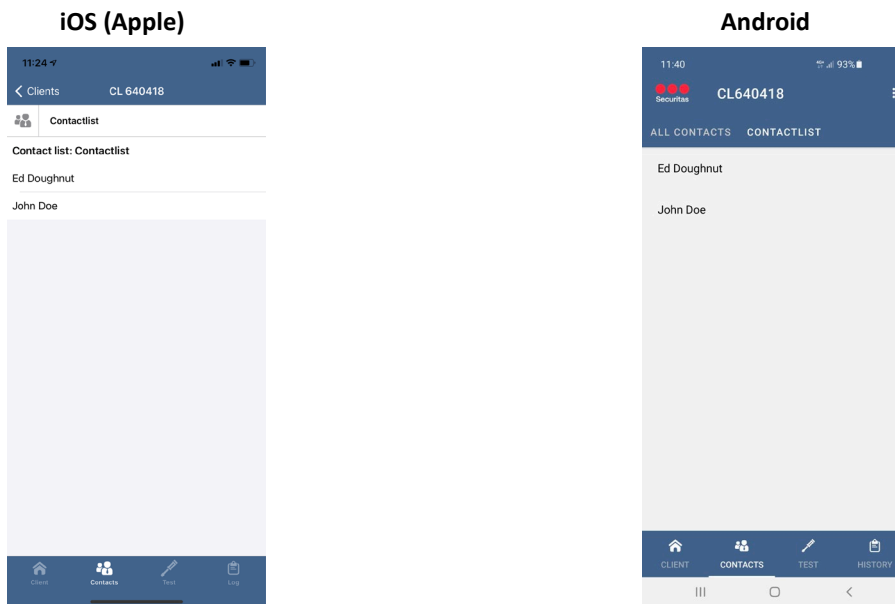 iOS (Apple)
11:24
Clients
CL 640418
Contactlist
Contact list: Contactlist
Ed Doughnut
John Doe
Client
Contacts
Test
Log
Android
11:40
93%
Securitas
CL640418
ALL CONTACTS
CONTACTLIST
Ed Doughnut
John Doe
CLIENT
CONTACTS
TEST
HISTORY